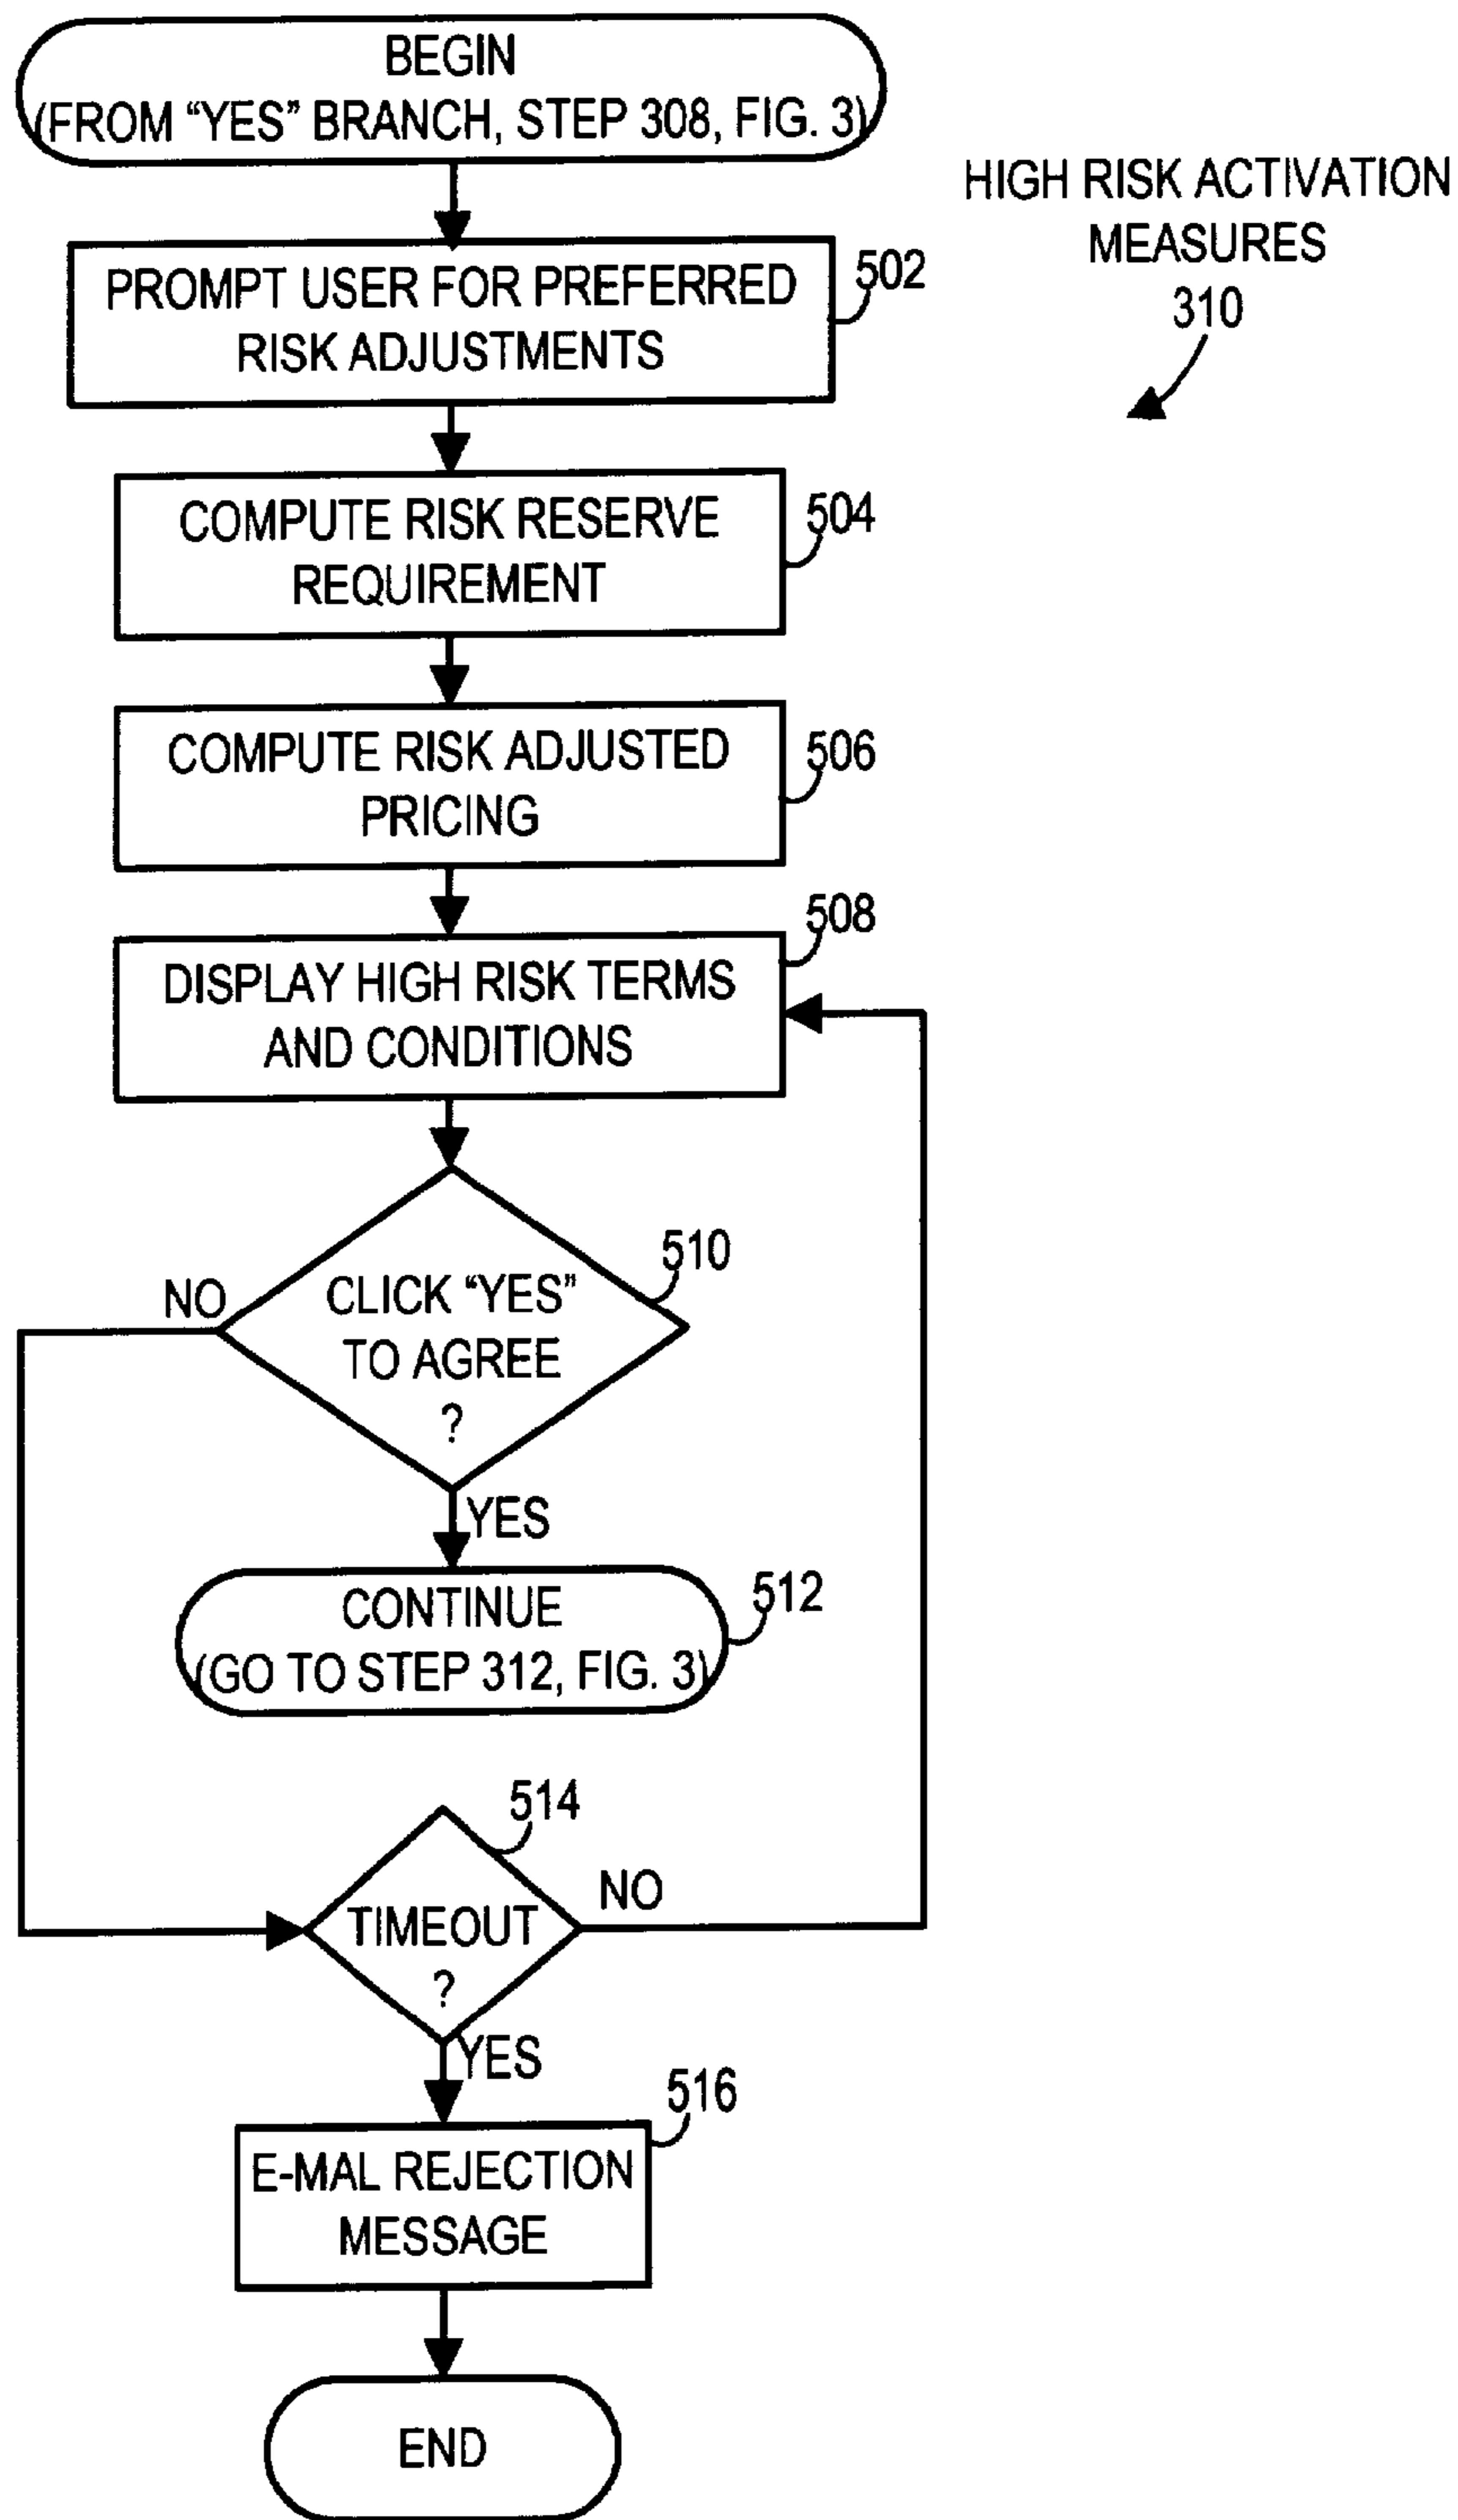 BEGIN
(FROM “YES” BRANCH, STEP 308, FIG. 3)
HIGH RISK ACTIVATION
MEASURES
310
PROMPT USER FOR PREFERRED
RISK ADJUSTMENTS
502
COMPUTE RISK RESERVE
REQUIREMENT
504
COMPUTE RISK ADJUSTED
PRICING
506
508
DISPLAY HIGH RISK TERMS
AND CONDITIONS
510
NO
CLICK “YES”
TO AGREE
?
YES
CONTINUE
(GO TO STEP 312, FIG. 3)
512
514
NO
TIMEOUT
?
YES
516
E-MAL REJECTION
MESSAGE
END